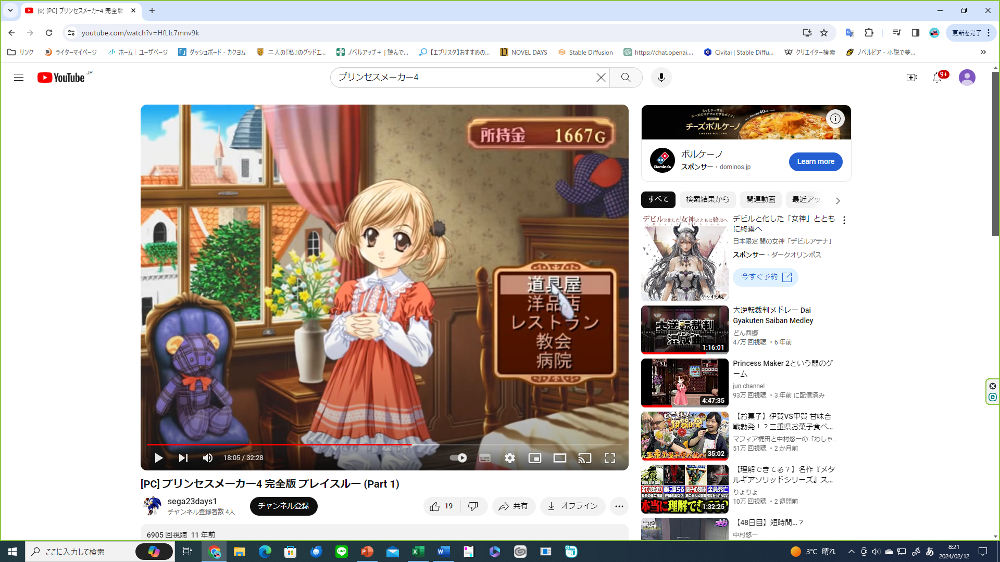 (9) [PC] プリンセスメーカー4 完全版
youtube.com/watch?v=HfLIc7mnv9k
更新を完了
リンク
ライターマイページ
ホーム | ユーザページ
ダッシュボード - カクヨム
二人の『私』のグッドエ...
ノベルアップ＋ | 読んで...
【エブリスタ】おすすめの...
NOVEL DAYS
Stable Diffusion
https://chat.openai....
Civitai | Stable Diffu...
クリエイター検索
ノベルピア - 小説で夢...
YouTube JP
プリンセスメーカー4
9+
所持金 1667G
道具屋
洋品店
レストラン
教会
病院
18:05 / 32:28
[PC] プリンセスメーカー4 完全版 プレイスルー (Part 1)
sega23days1
チャンネル登録者数 4人
チャンネル登録
19
共有
オフライン
6905 回視聴 11 年前
もっとチーズを、
チーズのマグマにピザをダイブ!
40cm
チーズボルケーノ
CHEESE VOLCANO.
Domino's
ボルケーノ
スポンサー・dominos.jp
Learn more
すべて
検索結果から
関連動画
最近アッ
デビルと化した「女神」とともに終焉へ
Devil Athena
デビルと化した「女神」ととも
に終焉へ
日本限定 闇の女神「デビルアテナ」
スポンサー・ダークオリンポス
今すぐ予約
大逆転裁判
混成曲
1:16:01
大逆転裁判メドレー Dai
Gyakuten Saiban Medley
どん西郷
47万 回視聴 ・6 年前
31
4:47:35
Princess Maker 2という闇のゲ
ーム
jun channel
93万 回視聴 ・3 年前 に配信済み
35:02
【お菓子】伊賀VS甲賀 甘味合
戦勃発！？三重県お菓子食べ...
マフィア梶田と中村悠一の「わしゃ...
51万 回視聴 ・2 か月前
METAL GEAR
全ての始まり
悪に堕ちる
息子の物語
全員死亡
本当に理解できてる？
1:32:25
【理解できてる？】名作『メタ
ルギアソリッドシリーズ』ス...
りょりょ
10万 回視聴 ・2 週間前
中村悠一
【48日目】短時間...？
中村悠一
ここに入力して検索
LINE
3°C 晴れ
あ
8:21
2024/02/12